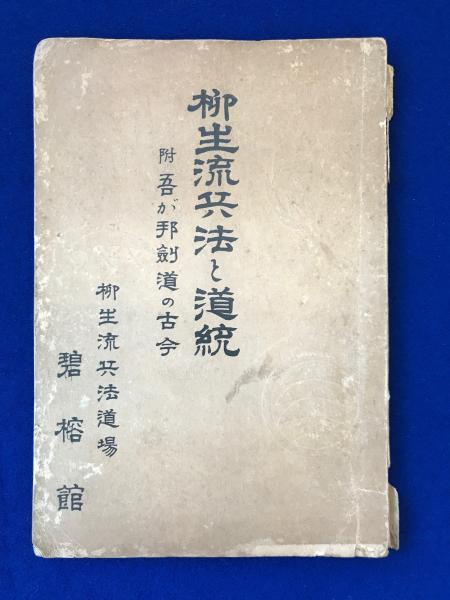 柳生流兵法と道統
附 吾が邦劍道の古今
柳生流兵法道場
碧榕館